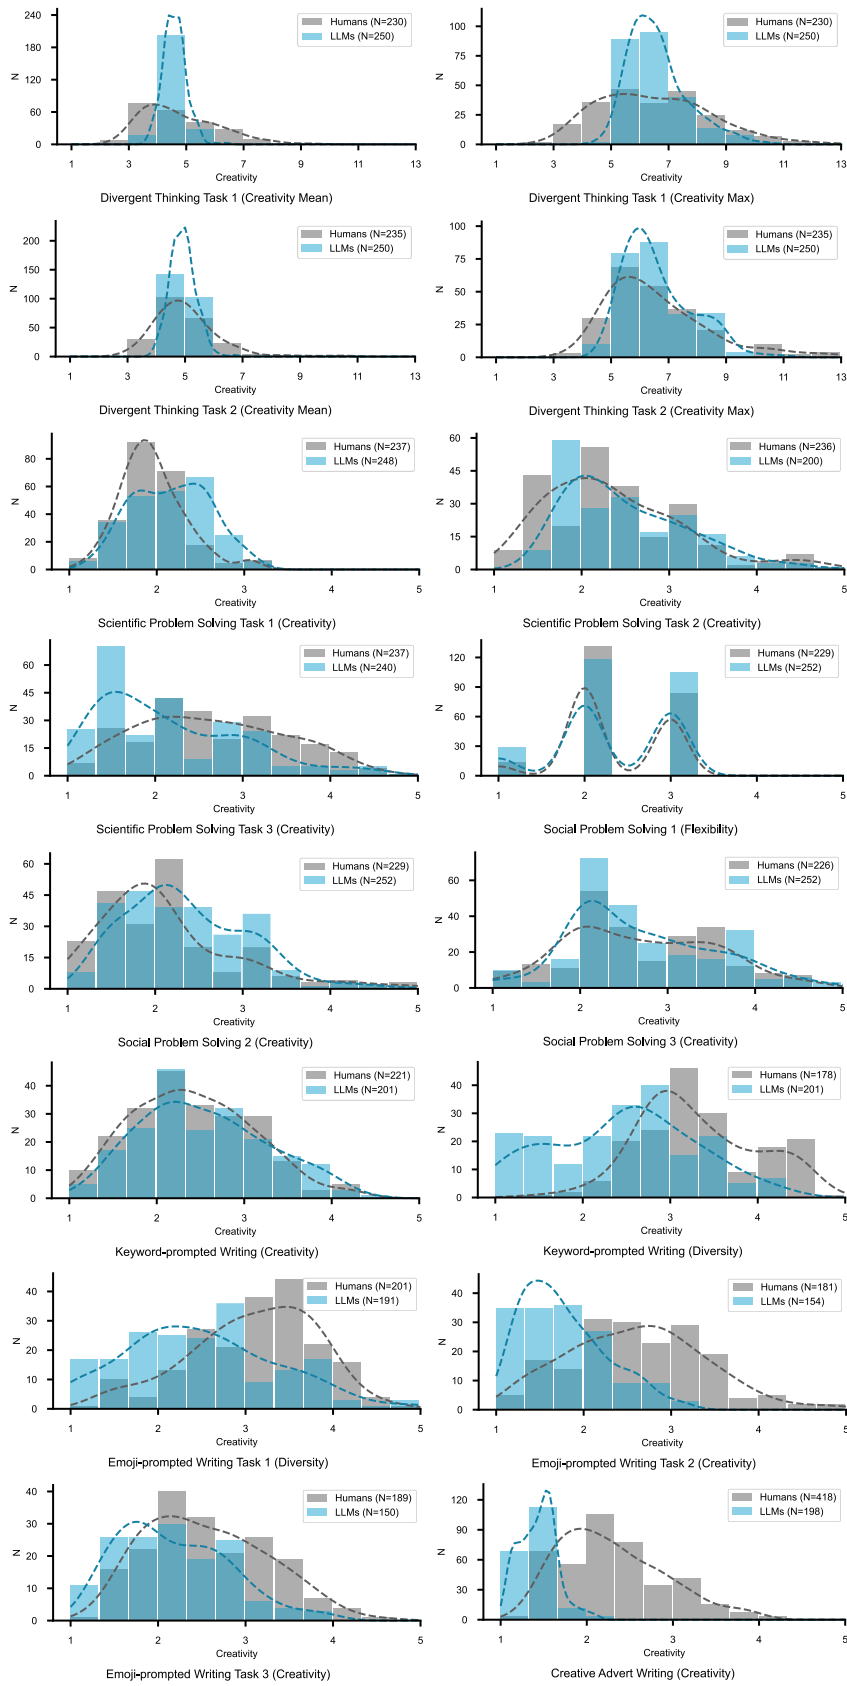 Humans (N=230)
LLMs (N=250)
240
180
120
60
0
N
1 3 5 7 9 11 13
Creativity
Divergent Thinking Task 1 (Creativity Mean)
Humans (N=230)
LLMs (N=250)
100
75
50
25
0
N
1 3 5 7 9 11 13
Creativity
Divergent Thinking Task 1 (Creativity Max)
Humans (N=235)
LLMs (N=250)
200
150
100
50
0
N
1 3 5 7 9 11 13
Creativity
Divergent Thinking Task 2 (Creativity Mean)
Humans (N=235)
LLMs (N=250)
100
75
50
25
0
N
1 3 5 7 9 11 13
Creativity
Divergent Thinking Task 2 (Creativity Max)
Humans (N=237)
LLMs (N=248)
80
60
40
20
0
N
1 2 3 4 5
Creativity
Scientific Problem Solving Task 1 (Creativity)
Humans (N=236)
LLMs (N=200)
60
45
30
15
0
N
1 2 3 4 5
Creativity
Scientific Problem Solving Task 2 (Creativity)
Humans (N=237)
LLMs (N=240)
60
45
30
15
0
N
1 2 3 4 5
Creativity
Scientific Problem Solving Task 3 (Creativity)
Humans (N=229)
LLMs (N=252)
120
90
60
30
0
N
1 2 3 4 5
Creativity
Social Problem Solving 1 (Flexibility)
Humans (N=229)
LLMs (N=252)
60
45
30
15
0
N
1 2 3 4 5
Creativity
Social Problem Solving 2 (Creativity)
Humans (N=226)
LLMs (N=252)
60
40
20
0
N
1 2 3 4 5
Creativity
Social Problem Solving 3 (Creativity)
Humans (N=221)
LLMs (N=201)
40
30
20
10
0
N
1 2 3 4 5
Creativity
Keyword-prompted Writing (Creativity)
Humans (N=178)
LLMs (N=201)
40
30
20
10
0
N
1 2 3 4 5
Creativity
Keyword-prompted Writing (Diversity)
Humans (N=201)
LLMs (N=191)
40
30
20
10
0
N
1 2 3 4 5
Creativity
Emoji-prompted Writing Task 1 (Diversity)
Humans (N=181)
LLMs (N=154)
40
30
20
10
0
N
1 2 3 4 5
Creativity
Emoji-prompted Writing Task 2 (Creativity)
Humans (N=189)
LLMs (N=150)
40
30
20
10
0
N
1 2 3 4 5
Creativity
Emoji-prompted Writing Task 3 (Creativity)
Humans (N=418)
LLMs (N=198)
120
90
60
30
0
N
1 2 3 4 5
Creativity
Creative Advert Writing (Creativity)